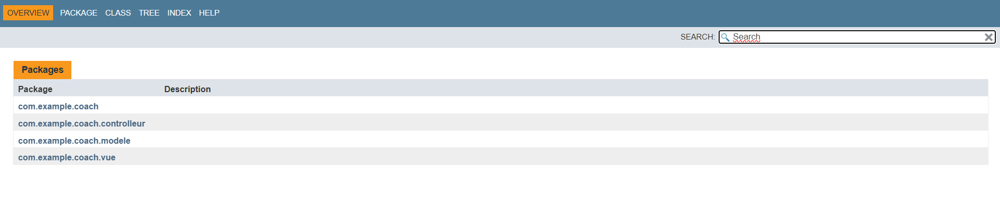 OVERVIEW PACKAGE CLASS TREE INDEX HELP
SEARCH: Search
Packages
Package Description
com.example.coach
com.example.coach.controlleur
com.example.coach.modele
com.example.coach.vue